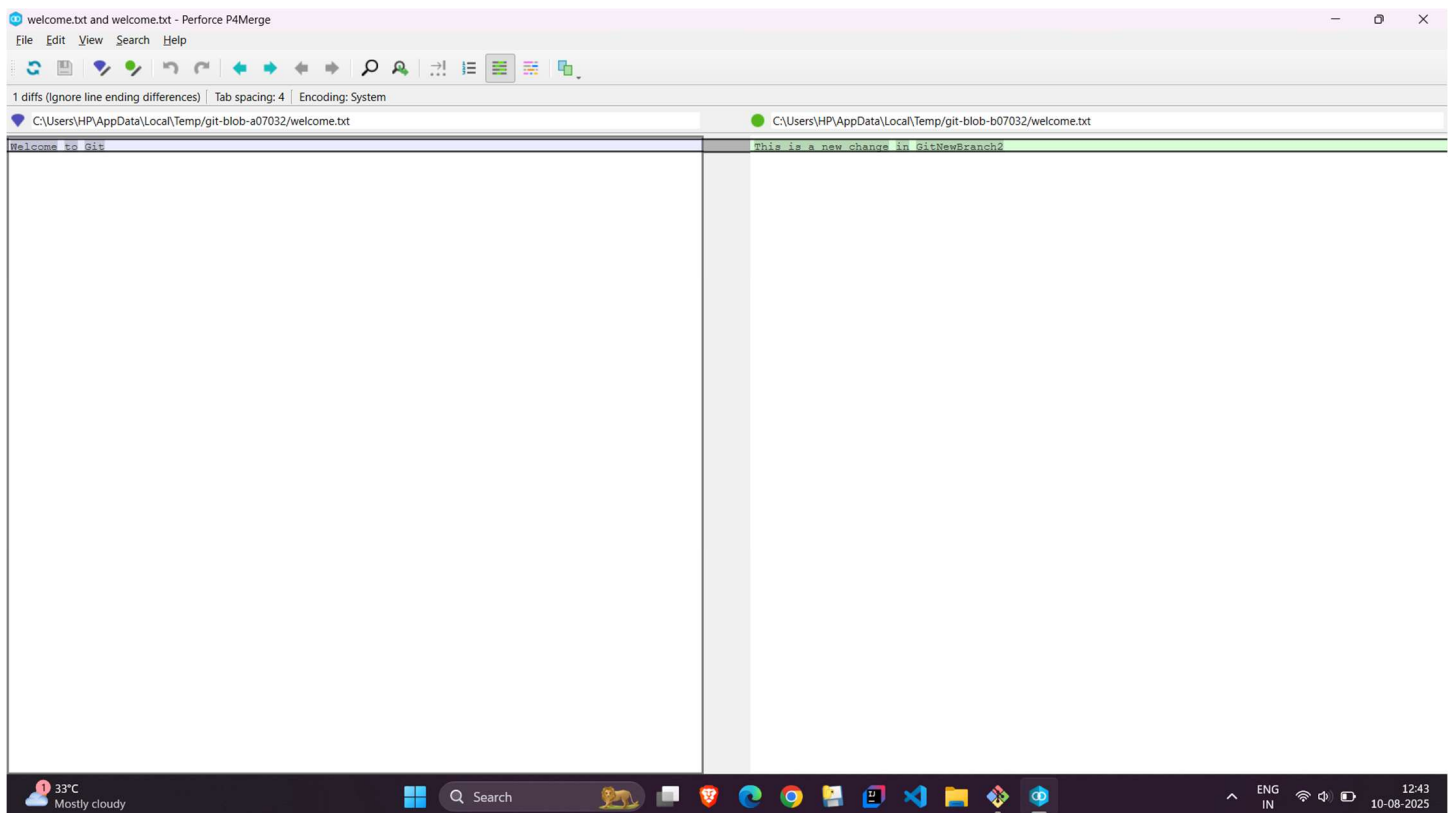 welcome.txt and welcome.txt - Perforce P4Merge
File Edit View Search Help
1 diffs (Ignore line ending differences) Tab spacing: 4 Encoding: System
C:\Users\HP\AppData\Local\Temp/git-blob-a07032/welcome.txt
C:\Users\HP\AppData\Local\Temp/git-blob-b07032/welcome.txt
Welcome to Git
This is a new change in GitNewBranch2
1
33°C
Mostly cloudy
Search
ENG
IN
12:43
10-08-2025